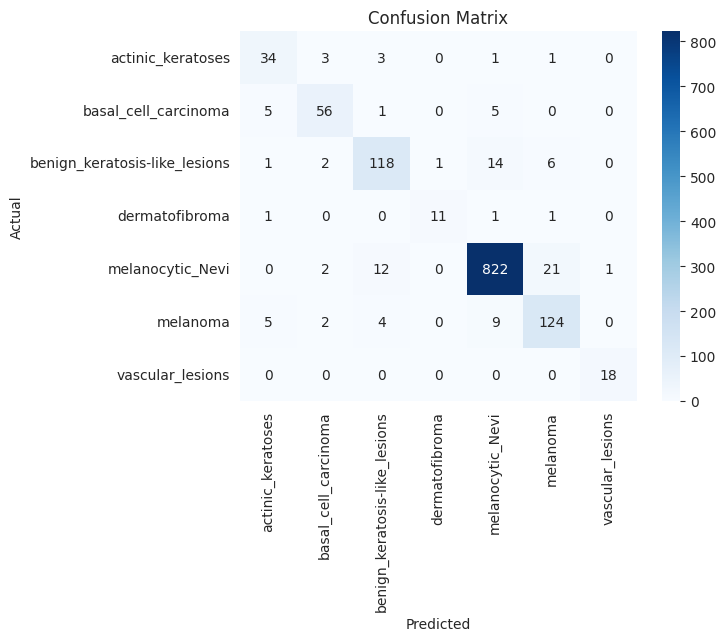 Confusion Matrix
Actual
actinic_keratoses 34 3 3 0 1 1 0
basal_cell_carcinoma 5 56 1 0 5 0 0
benign_keratosis-like_lesions 1 2 118 1 14 6 0
dermatofibroma 1 0 0 11 1 1 0
melanocytic_Nevi 0 2 12 0 822 21 1
melanoma 5 2 4 0 9 124 0
vascular_lesions 0 0 0 0 0 0 18
actinic_keratoses
basal_cell_carcinoma
benign_keratosis-like_lesions
dermatofibroma
melanocytic_Nevi
melanoma
vascular_lesions
Predicted
800
700
600
500
400
300
200
100
0